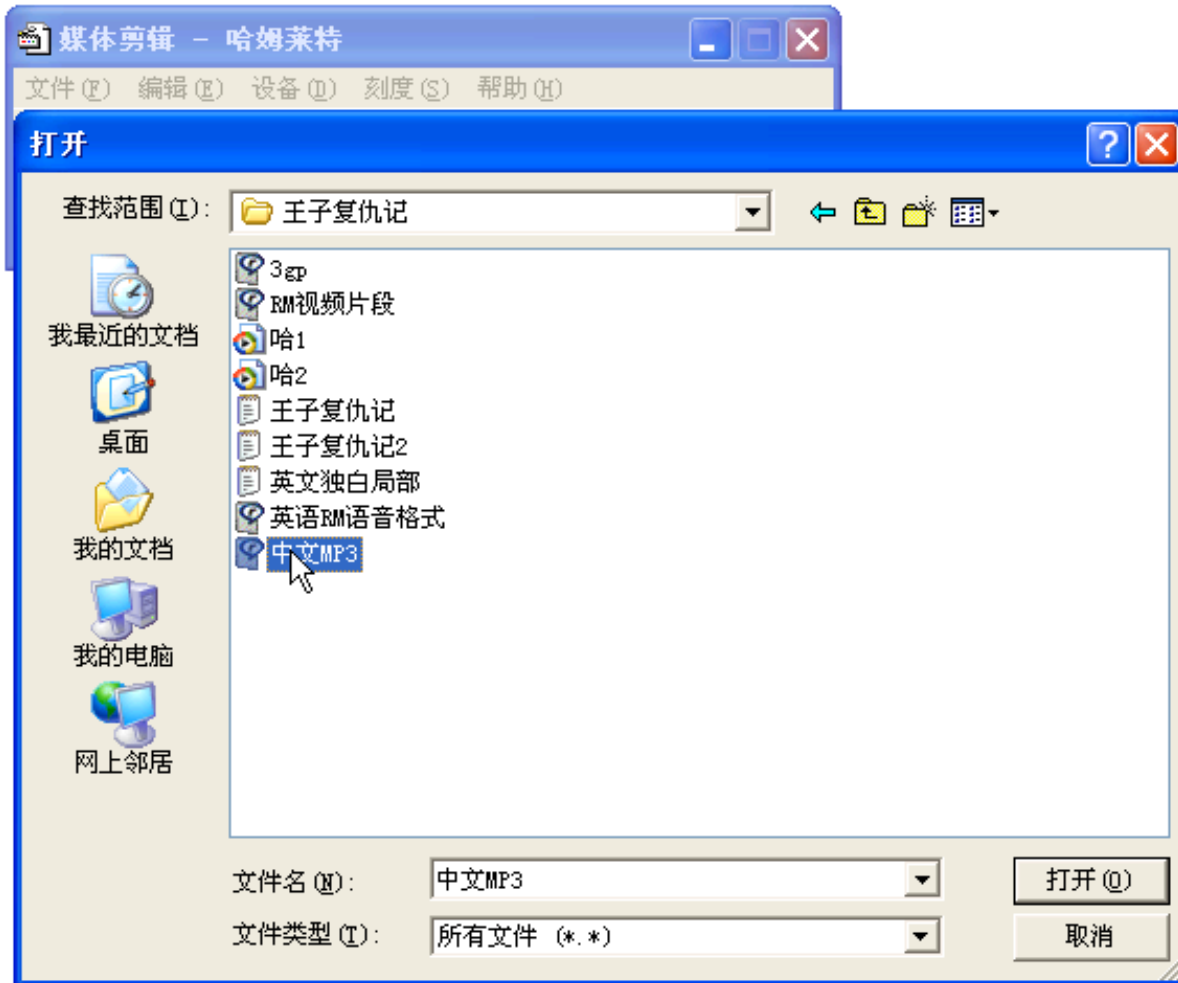 媒体剪辑 - 哈姆莱特
文件(F) 编辑(E) 设备(D) 刻度(S) 帮助(H)
打开
查找范围(I): 王子复仇记
我最近的文档
桌面
我的文档
我的电脑
网上邻居
3gp
RM视频片段
哈1
哈2
王子复仇记
王子复仇记2
英文独白局部
英语RM语音格式
中文MP3
文件名(N): 中文MP3 打开(O)
文件类型(T): 所有文件 (*.*) 取消